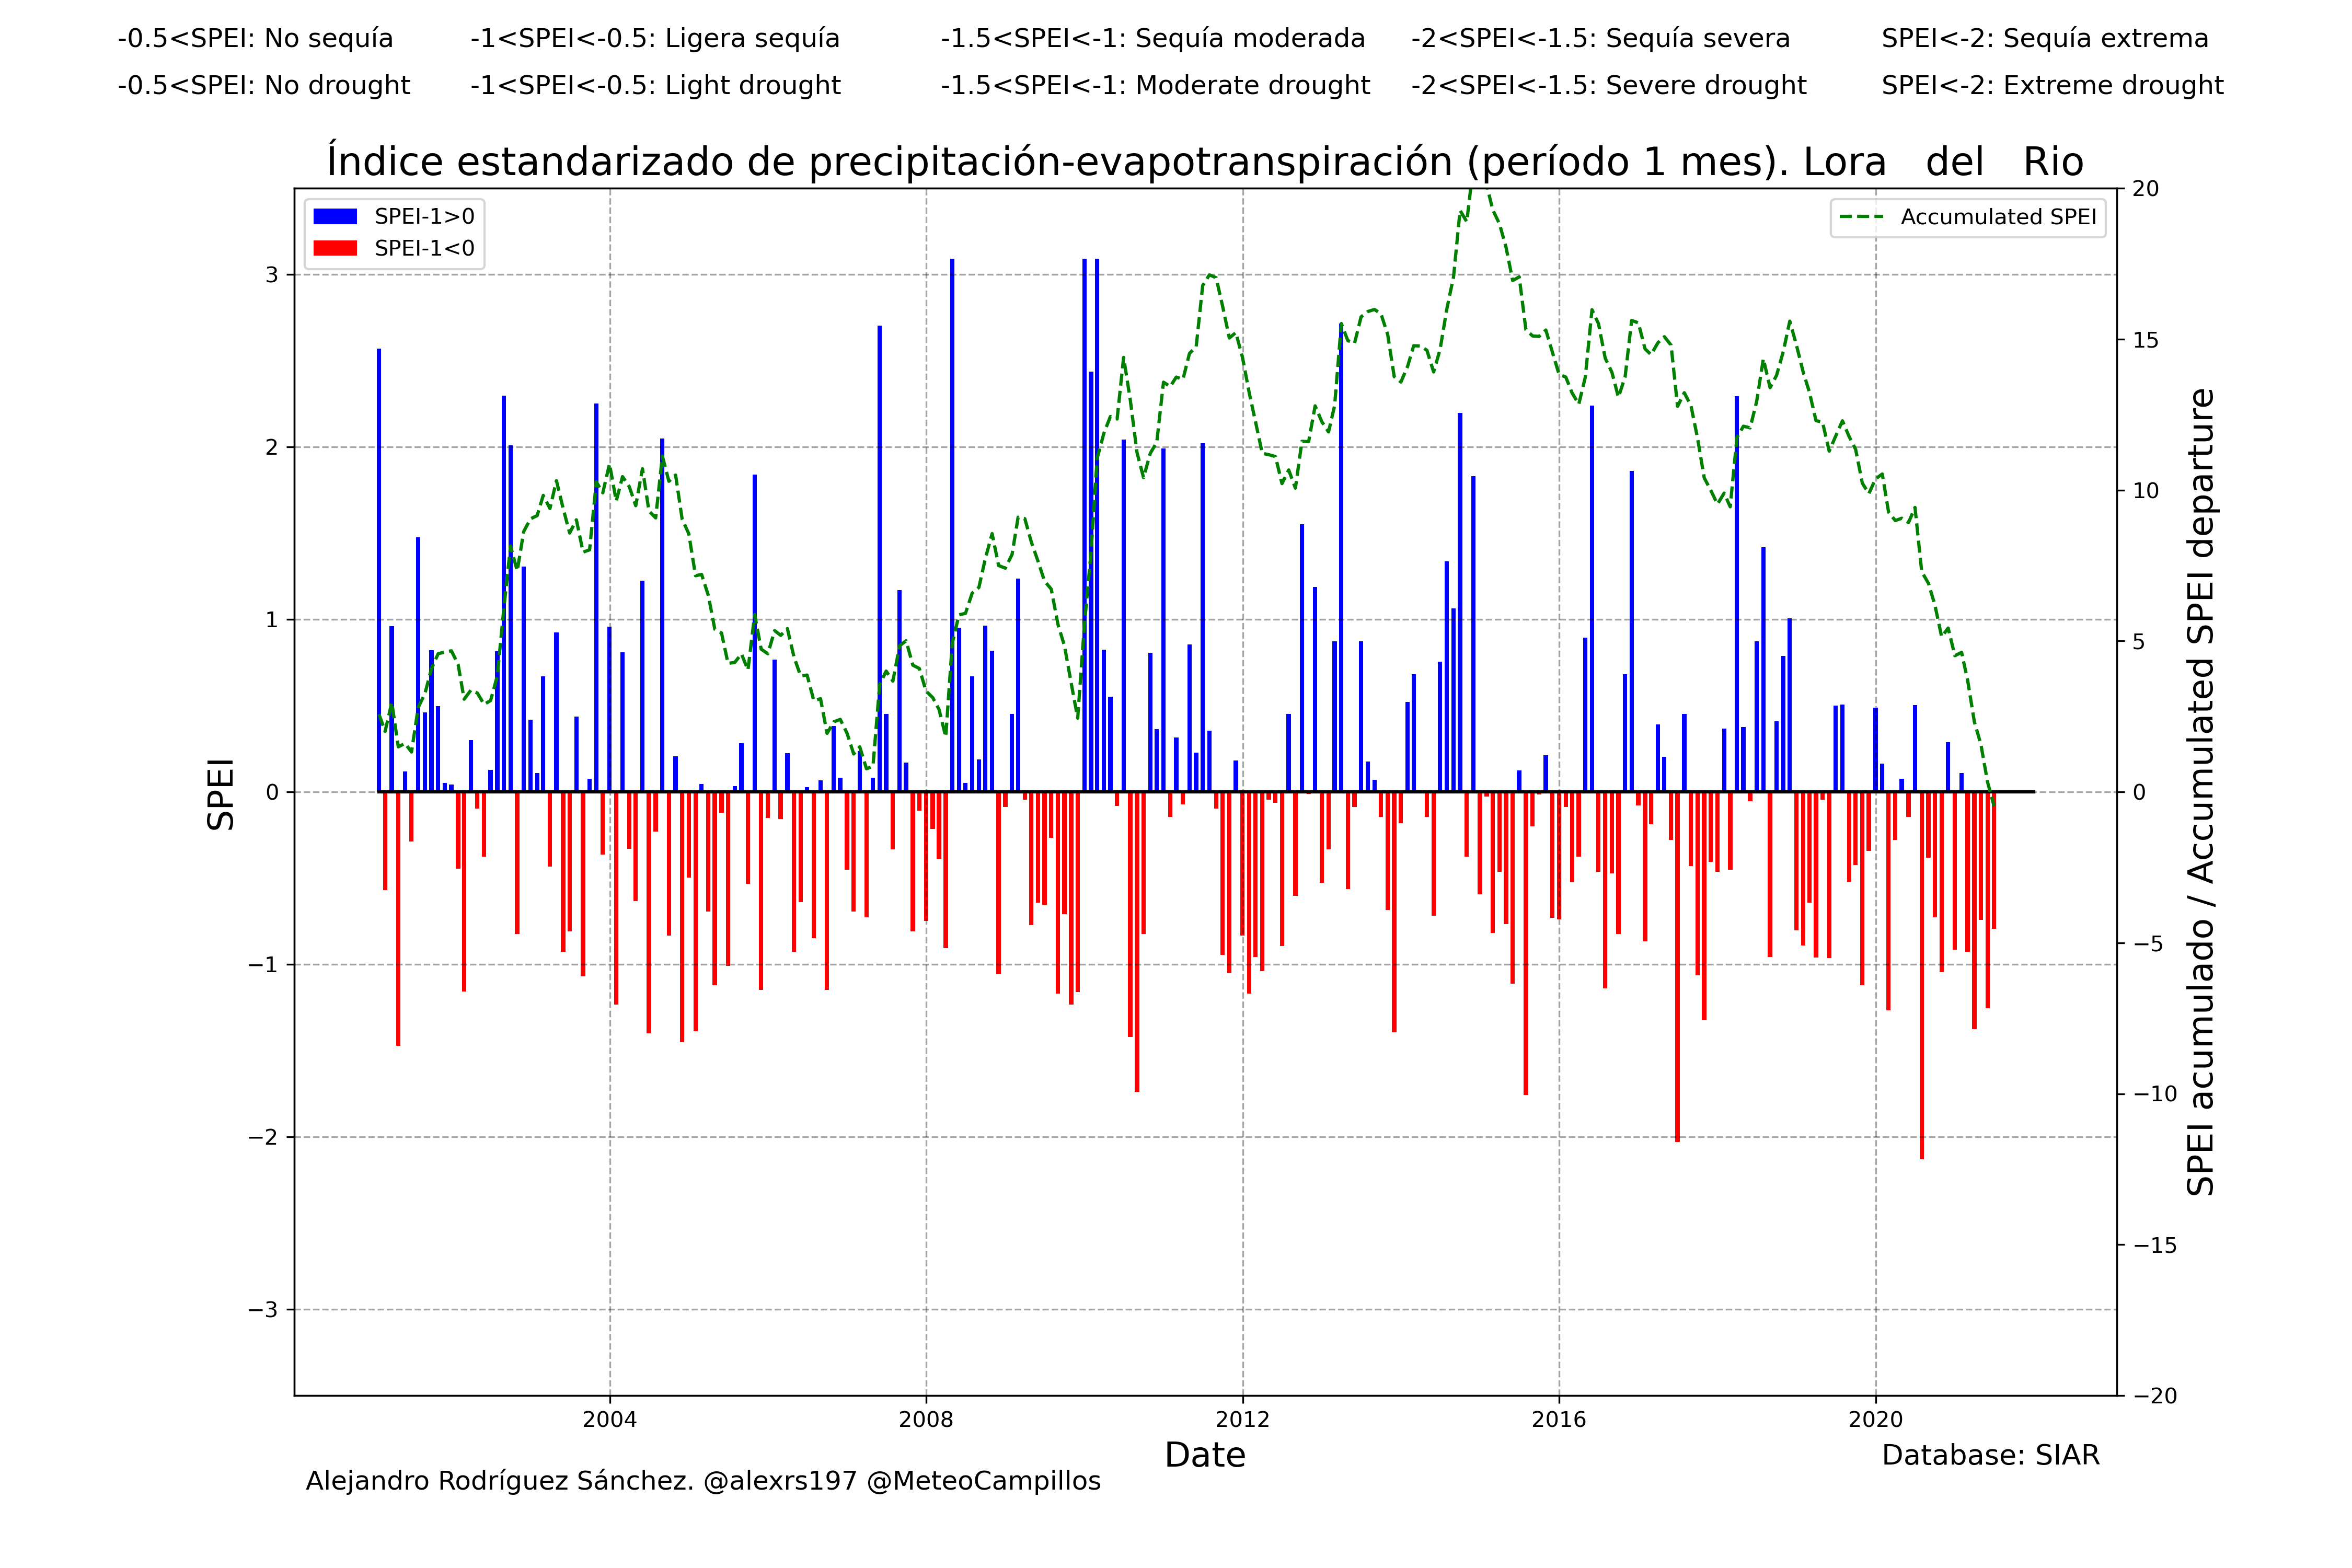 -0.5<SPEI: No sequía -1<SPEI<-0.5: Ligera sequía -1.5<SPEI<-1: Sequía moderada -2<SPEI<-1.5: Sequía severa SPEI<-2: Sequía extrema
-0.5<SPEI: No drought -1<SPEI<-0.5: Light drought -1.5<SPEI<-1: Moderate drought -2<SPEI<-1.5: Severe drought SPEI<-2: Extreme drought
Índice estandarizado de precipitación-evapotranspiración (período 1 mes). Lora del Rio
SPEI-1>0
SPEI-1<0
Accumulated SPEI
SPEI
3
2
1
0
−1
−2
−3
20
15
10
5
0
−5
−10
−15
−20
SPEI acumulado / Accumulated SPEI departure
2004 2008 2012 2016 2020
Date
Database: SIAR
Alejandro Rodríguez Sánchez. @alexrs197 @MeteoCampillos